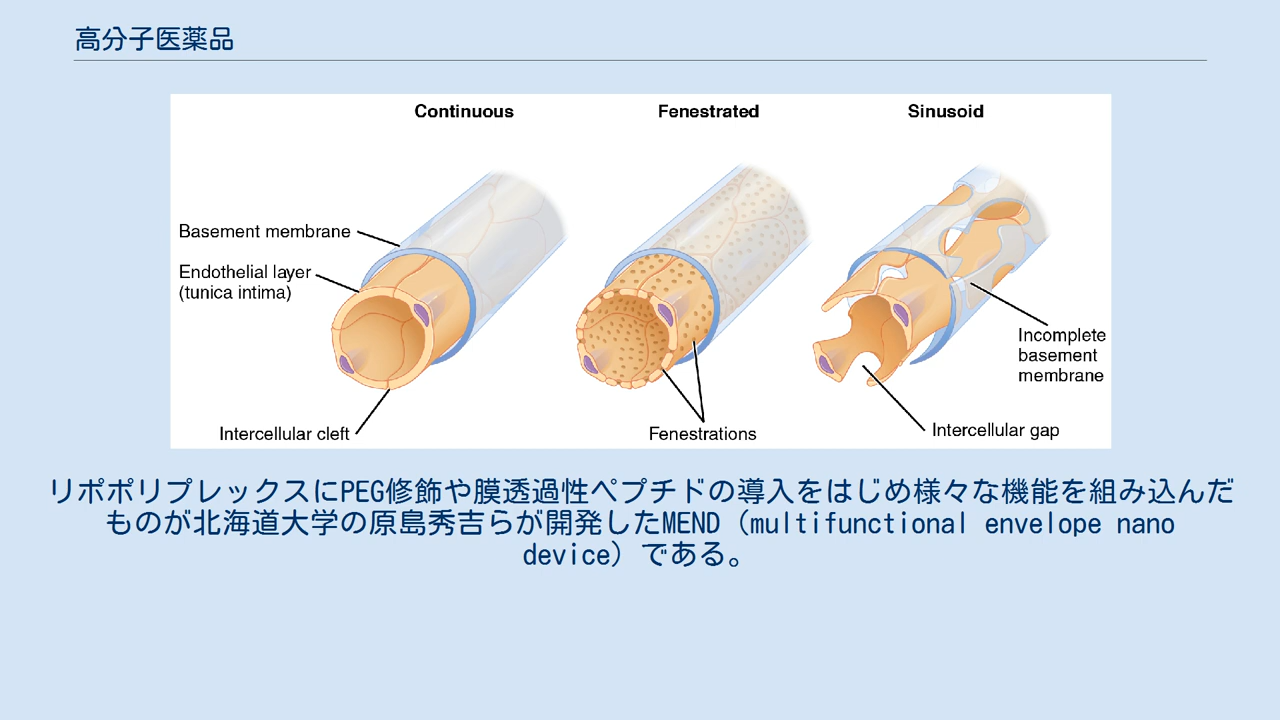 高分子医薬品
Continuous
Fenestrated
Sinusoid
Basement membrane
Endothelial layer
(tunica intima)
Incomplete
basement
membrane
Intercellular cleft
Fenestrations
Intercellular gap
リポポリプレックスにPEG修飾や膜透過性ペプチドの導入をはじめ様々な機能を組み込んだ
ものが北海道大学の原島秀吉らが開発したMEND（multifunctional envelope nano
device）である。